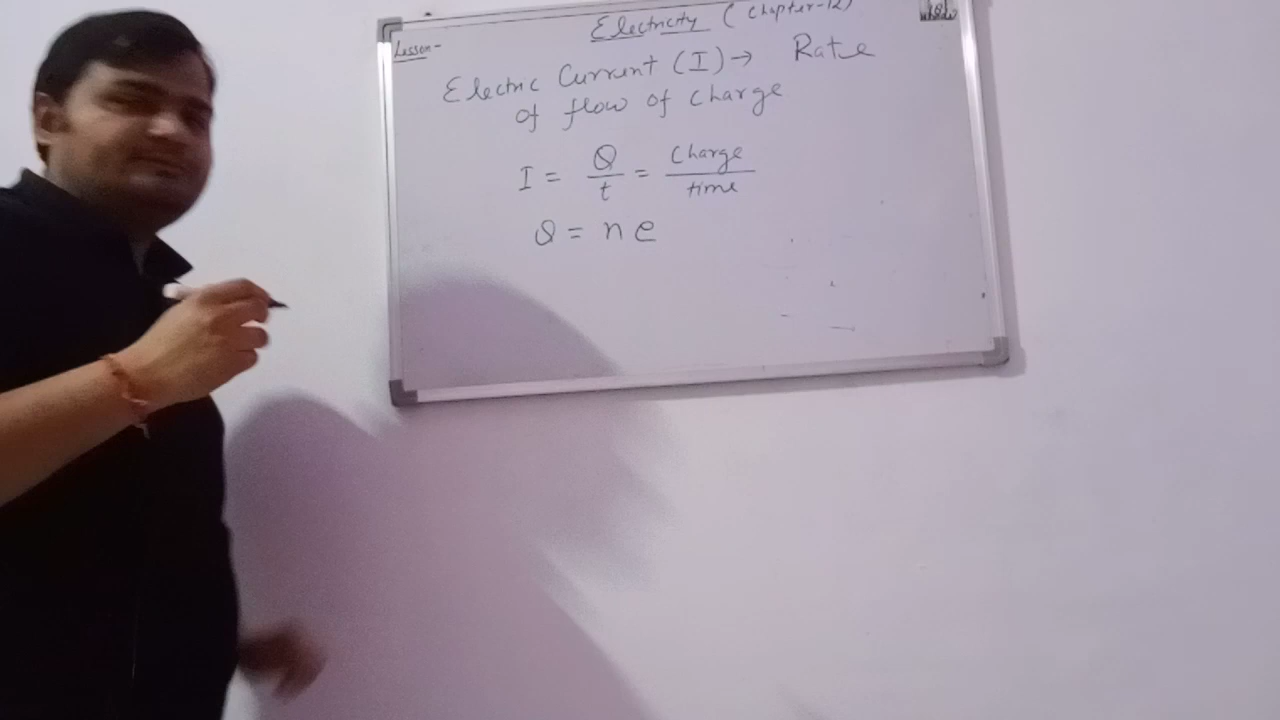 Electricity (Chapter-12)
Lesson-
Electric Current (I) → Rate
of flow of charge
I = Q/t = charge/time
Q = n e